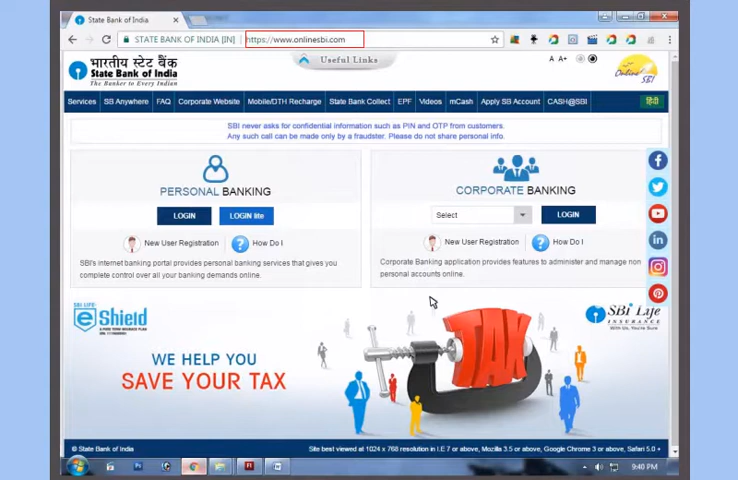 State Bank of India
STATE BANK OF INDIA [IN] https://www.onlinesbi.com
Useful Links
A A+
भारतीय स्टेट बैंक
State Bank of India
The Banker to Every Indian
Online SBI
Services SB Anywhere FAQ Corporate Website Mobile/DTH Recharge State Bank Collect EPF Videos mCash Apply SB Account CASH@SBI हिन्दी
SBI never asks for confidential information such as PIN and OTP from customers.
Any such call can be made only by a fraudster. Please do not share personal info.
PERSONAL BANKING
LOGIN LOGIN lite
New User Registration ? How Do I
SBI's internet banking portal provides personal banking services that gives you
complete control over all your banking demands online.
CORPORATE BANKING
Select LOGIN
New User Registration ? How Do I
Corporate Banking application provides features to administer and manage non
personal accounts online.
SBI LIFE-
eShield
WE HELP YOU
SAVE YOUR TAX
TAX
SBI Life
INSURANCE
With Us, You're Sure
© State Bank of India Site best viewed at 1024 x 768 resolution in I.E 7 or above, Mozilla 3.5 or above, Google Chrome 3 or above, Safari 5.0 +
9:40 PM